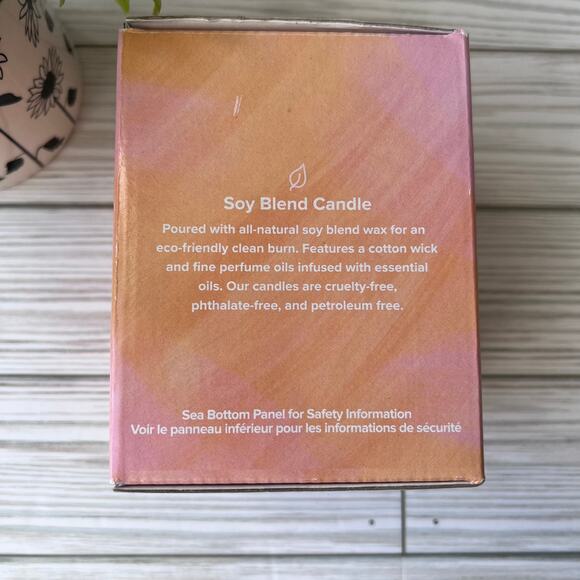 Soy Blend Candle
Poured with all-natural soy blend wax for an
eco-friendly clean burn. Features a cotton wick
and fine perfume oils infused with essential
oils. Our candles are cruelty-free,
phthalate-free, and petroleum free.
Sea Bottom Panel for Safety Information
Voir le panneau inférieur pour les informations de sécurité